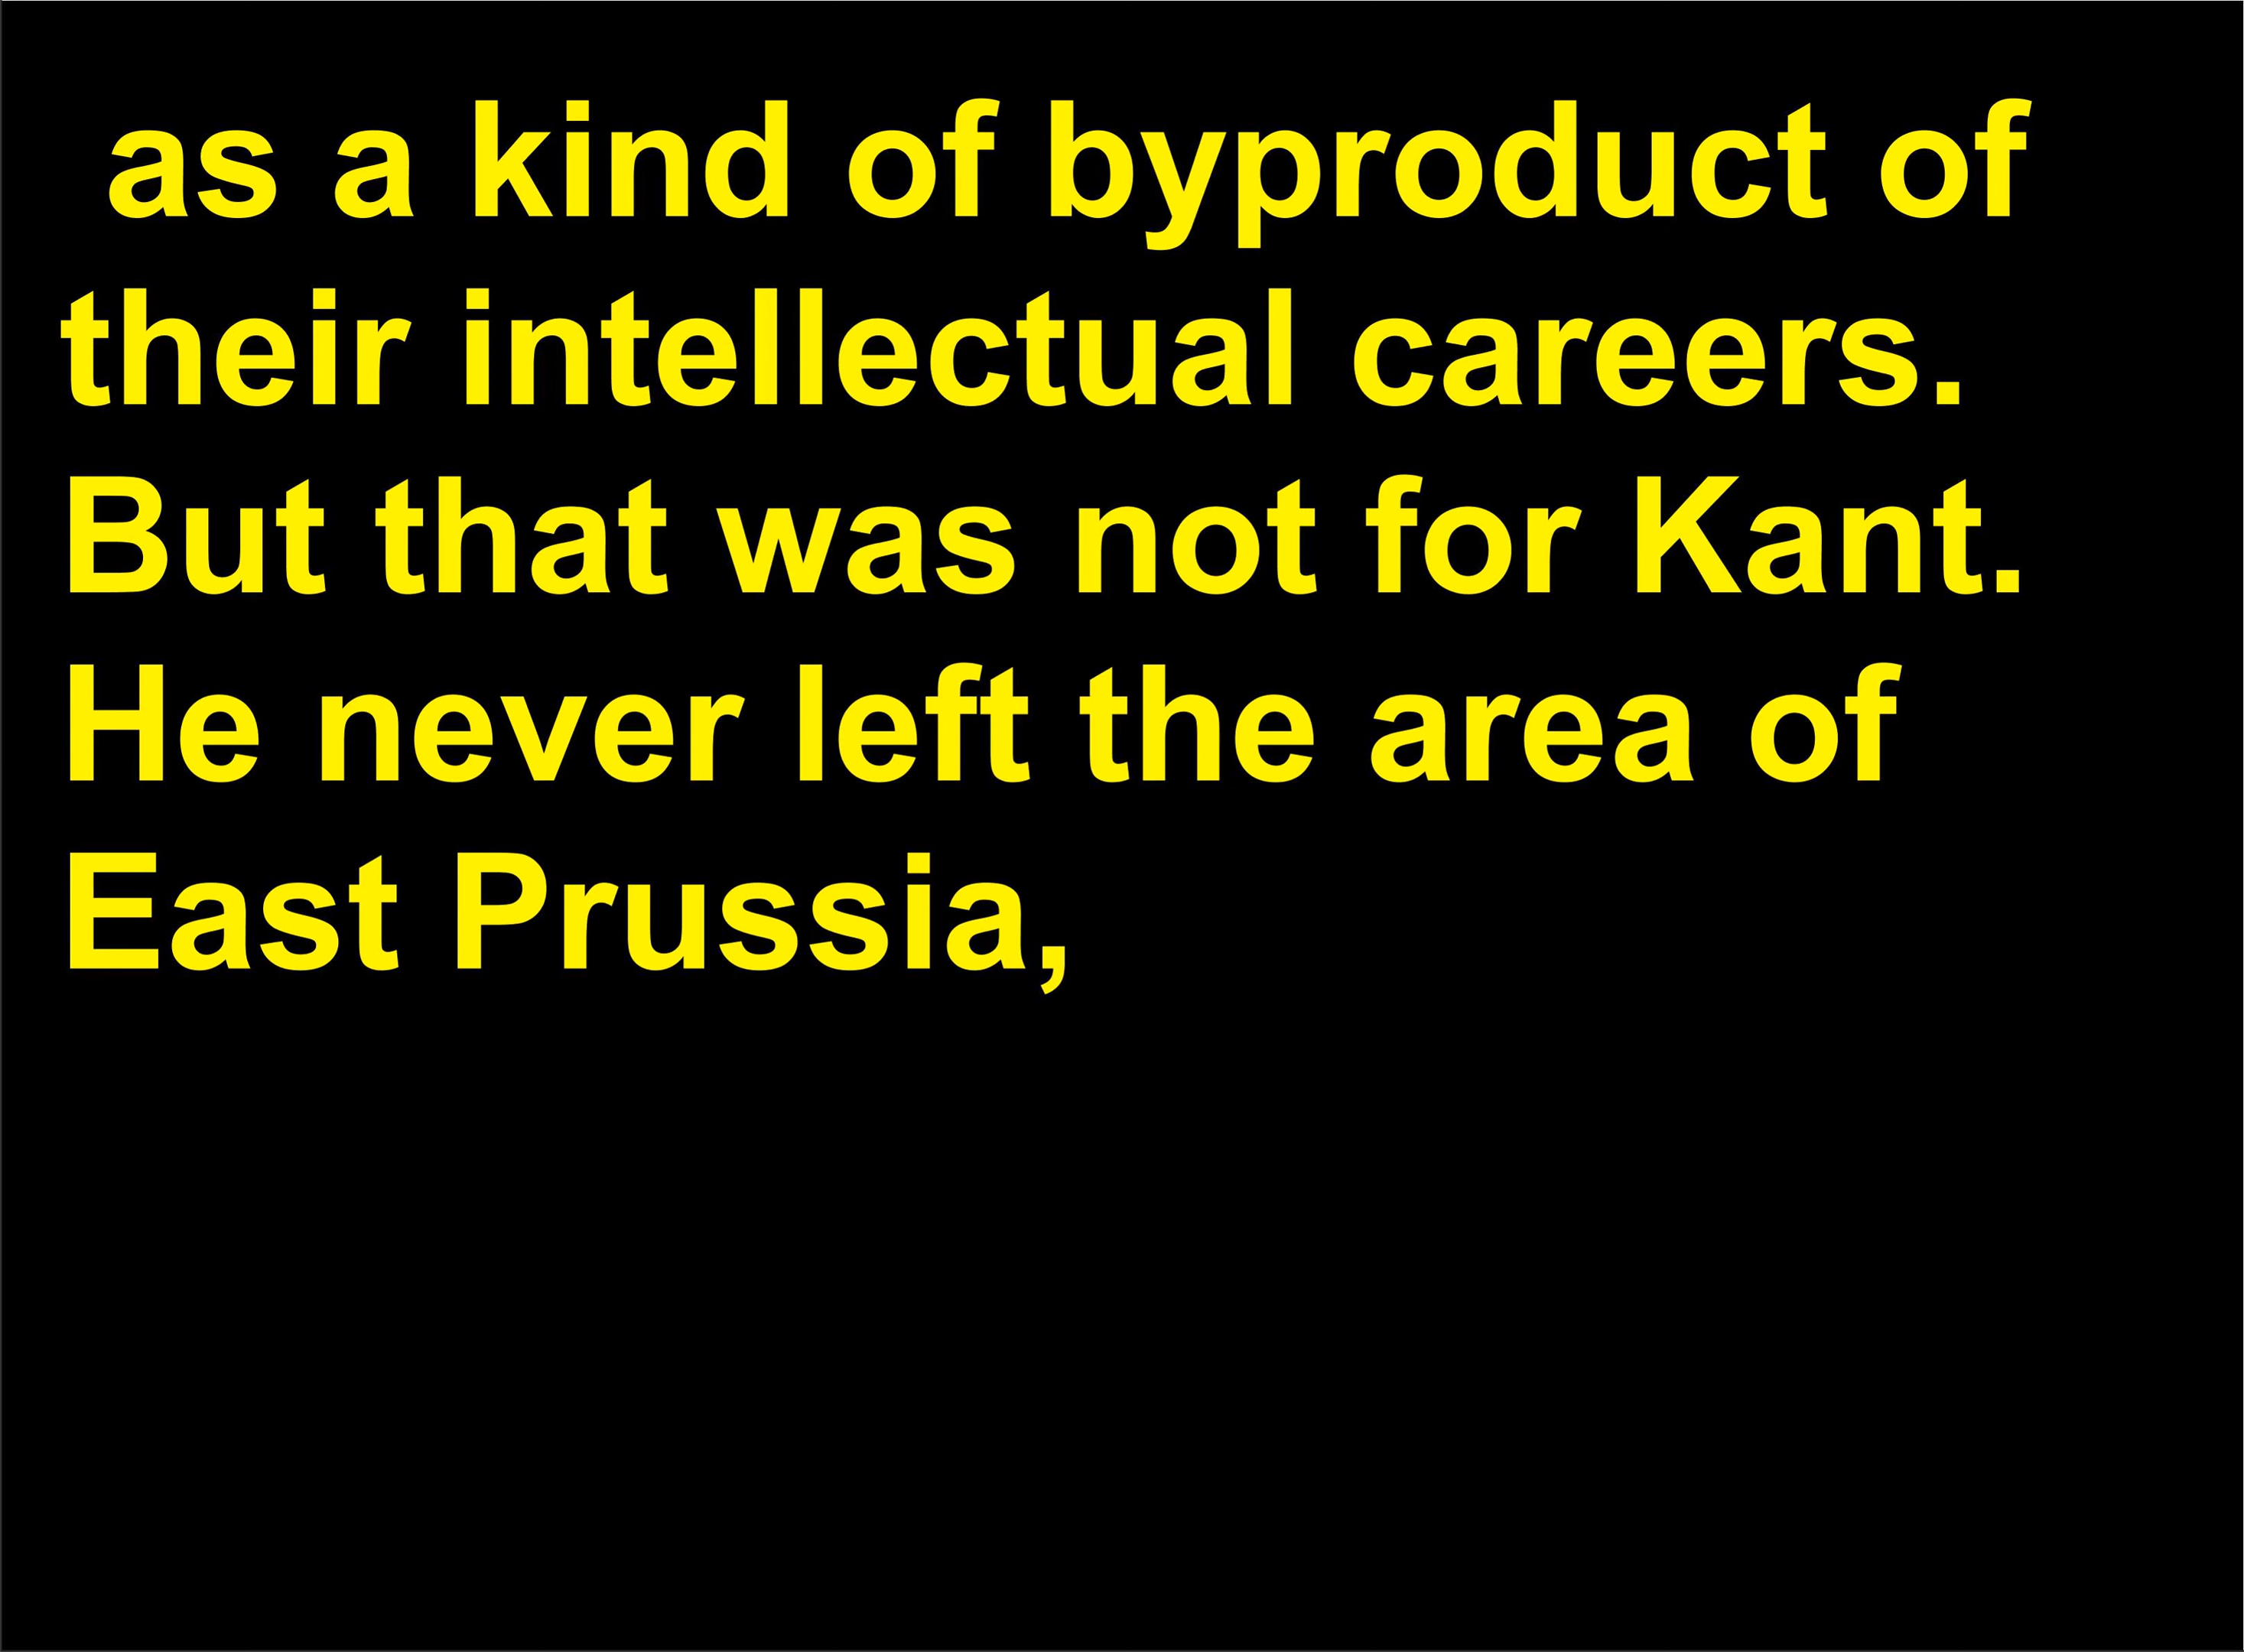 as a kind of byproduct of
their intellectual careers.
But that was not for Kant.
He never left the area of
East Prussia,